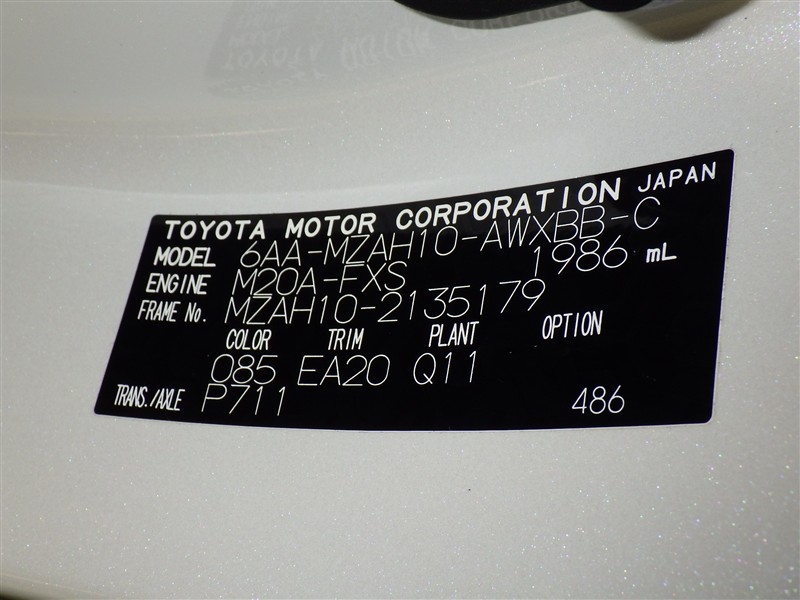 TOYOTA MOTOR CORPORATION JAPAN
MODEL 6AA-MZAH10-AWXBB-C
ENGINE M20A-FXS 1986 mL
FRAME No. MZAH10-2135179
COLOR TRIM PLANT OPTION
085 EA20 Q11
TRANS./AXLE P711 486